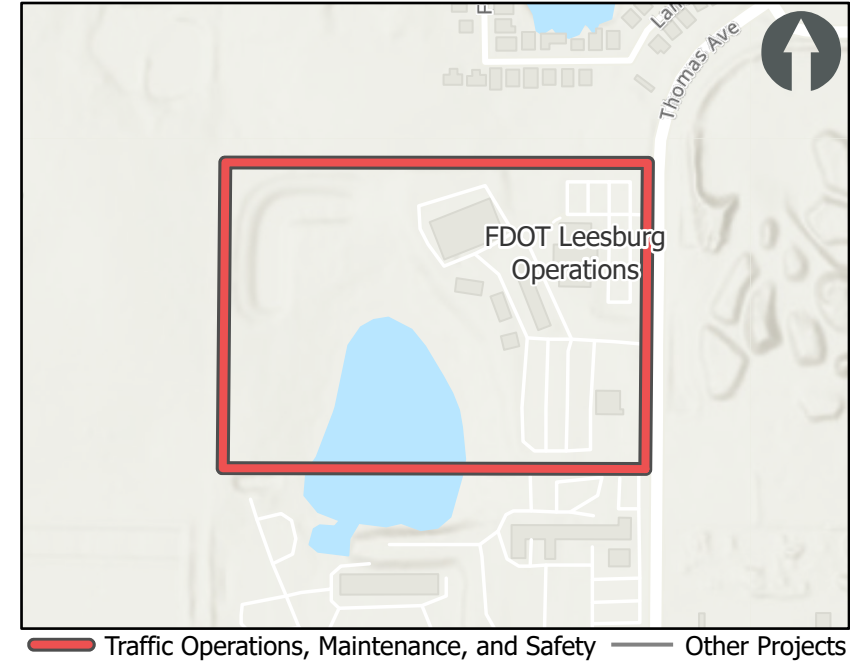 Thomas Ave
FDOT Leesburg
Operations
Traffic Operations, Maintenance, and Safety
Other Projects